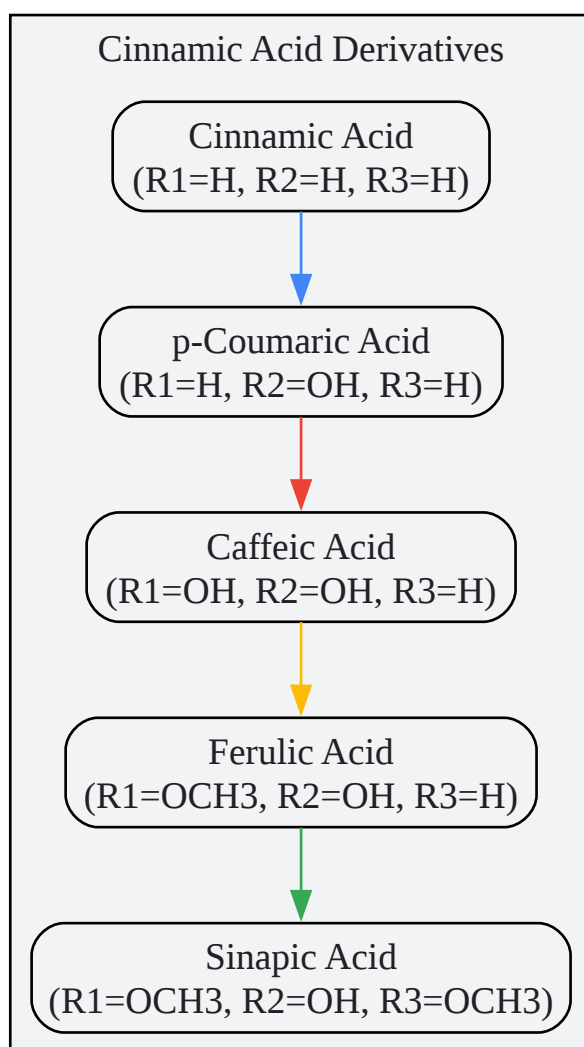 Cinnamic Acid Derivatives
Cinnamic Acid
(R1=H, R2=H, R3=H)
p-Coumaric Acid
(R1=H, R2=OH, R3=H)
Caffeic Acid
(R1=OH, R2=OH, R3=H)
Ferulic Acid
(R1=OCH3, R2=OH, R3=H)
Sinapic Acid
(R1=OCH3, R2=OH, R3=OCH3)